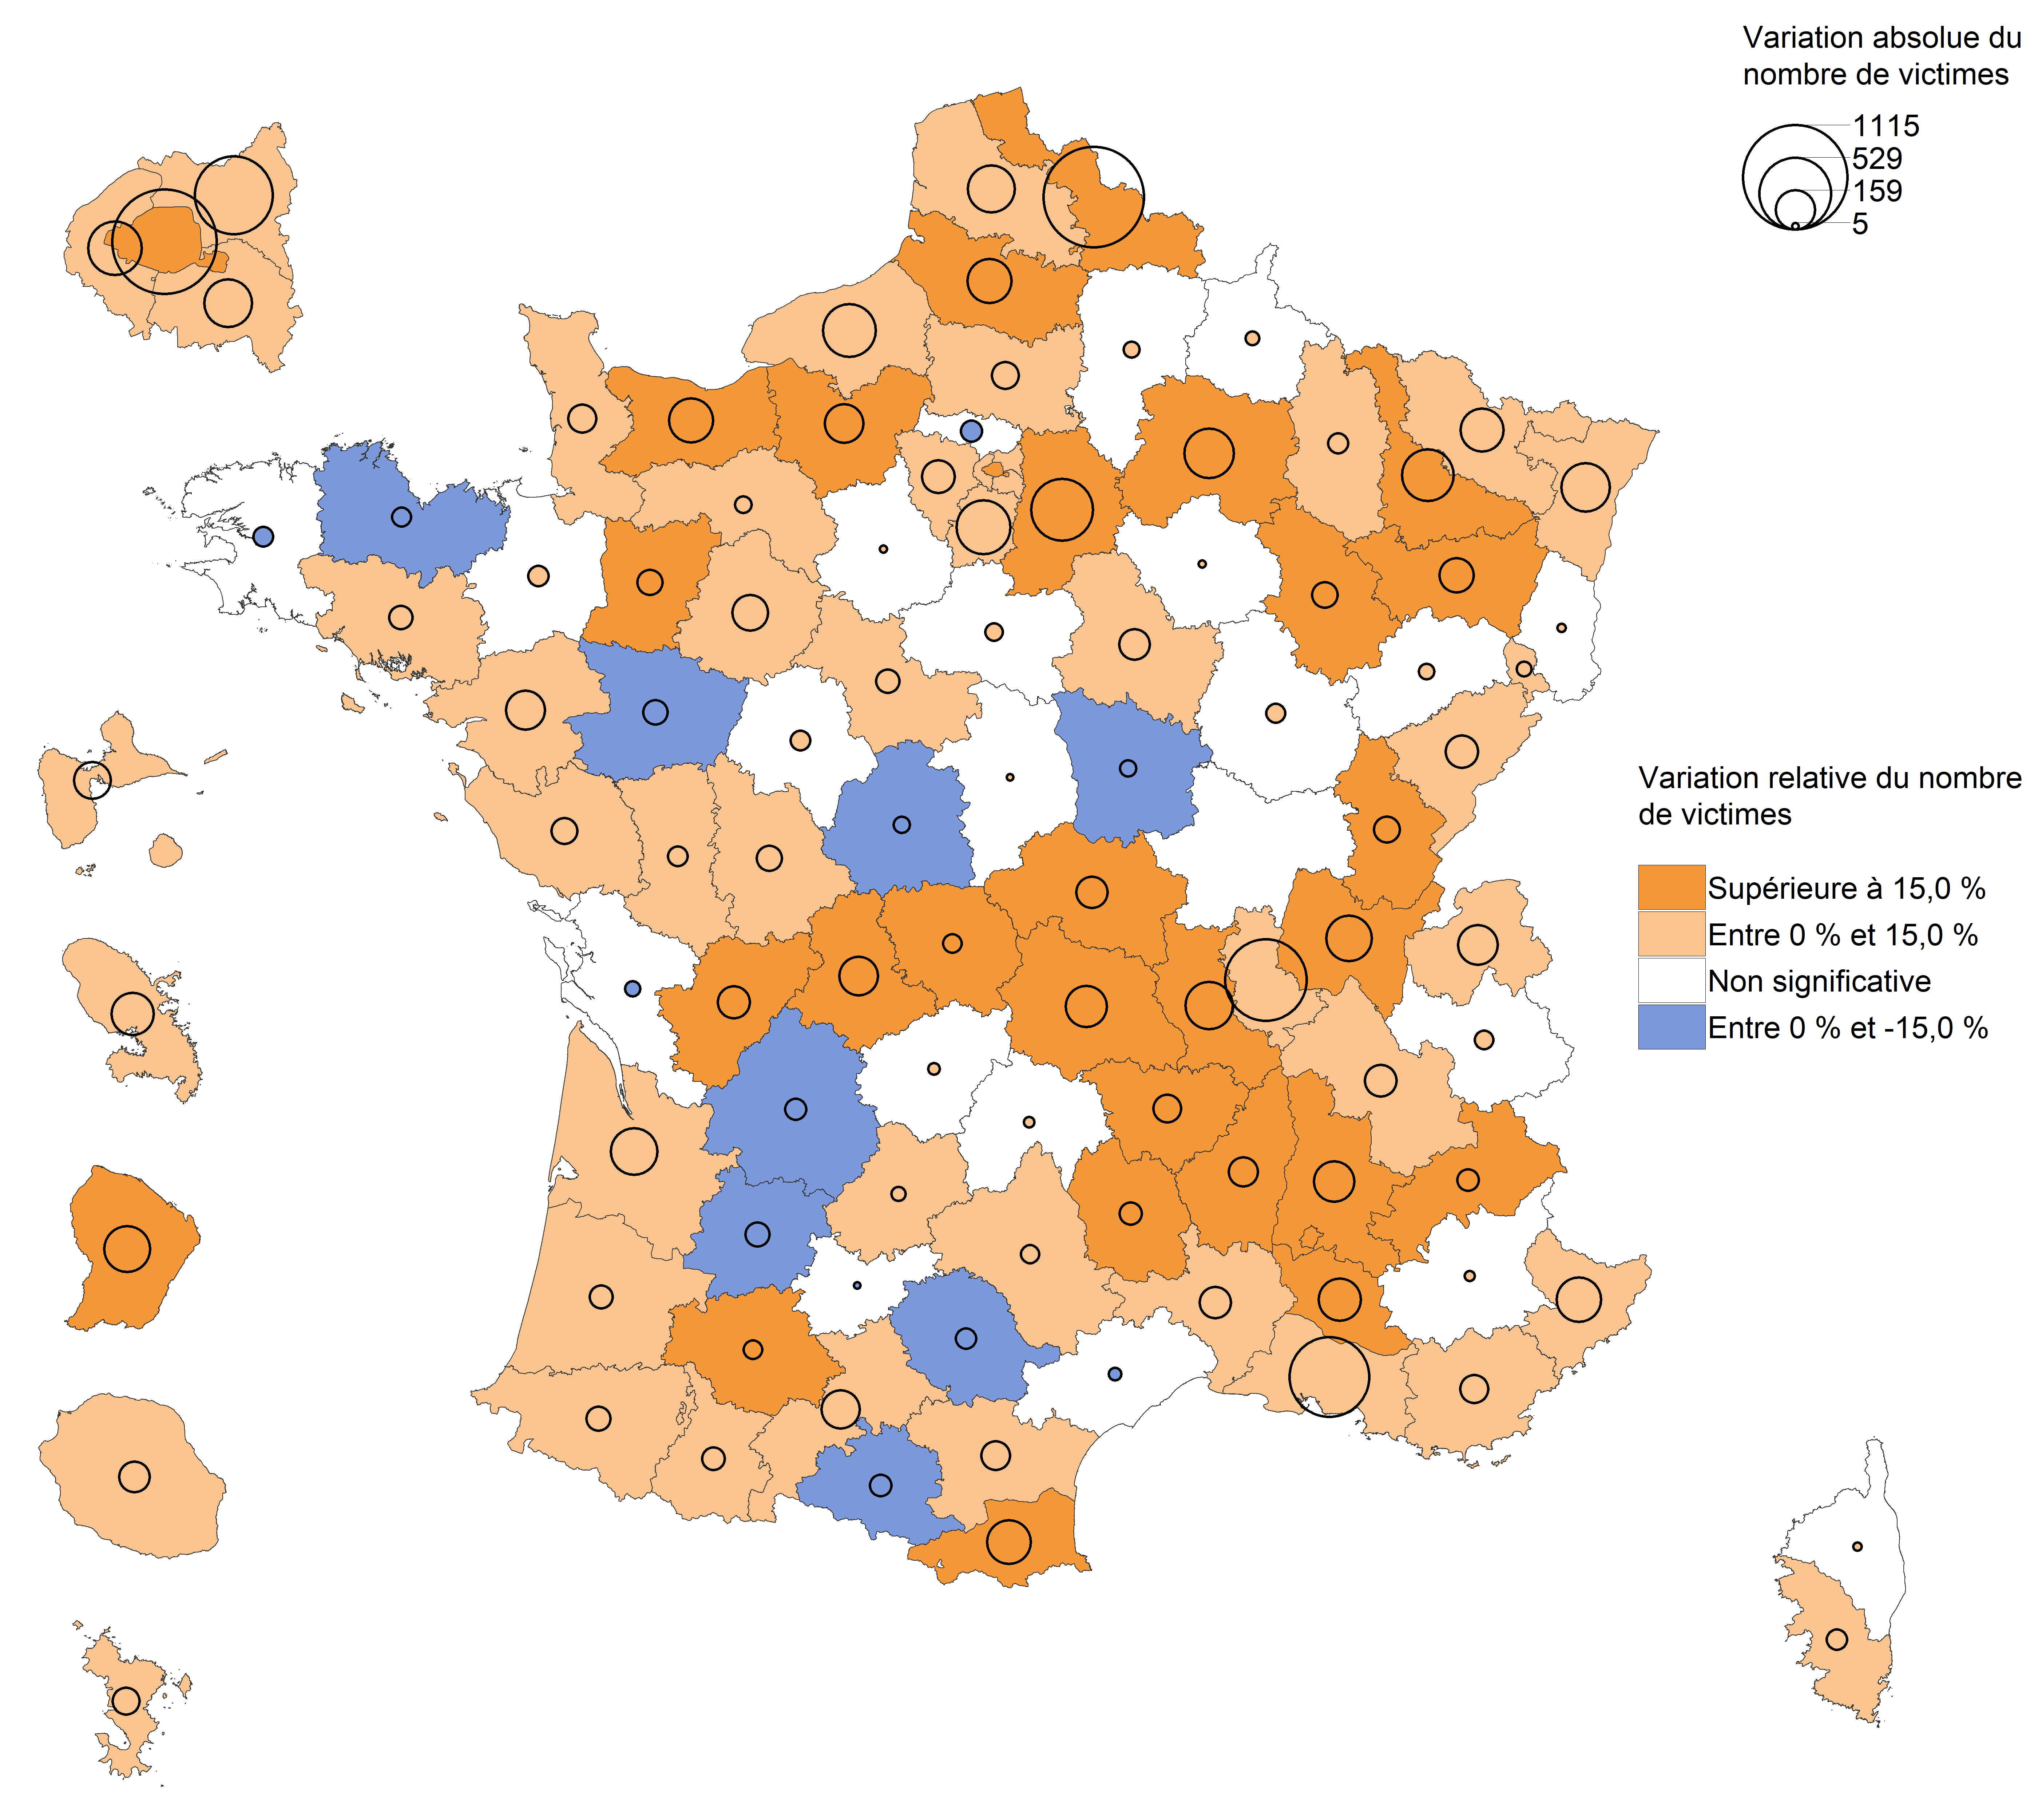 Variation absolue du
nombre de victimes
1115
529
159
5
Variation relative du nombre
de victimes
Supérieure à 15,0 %
Entre 0 % et 15,0 %
Non significative
Entre 0 % et -15,0 %